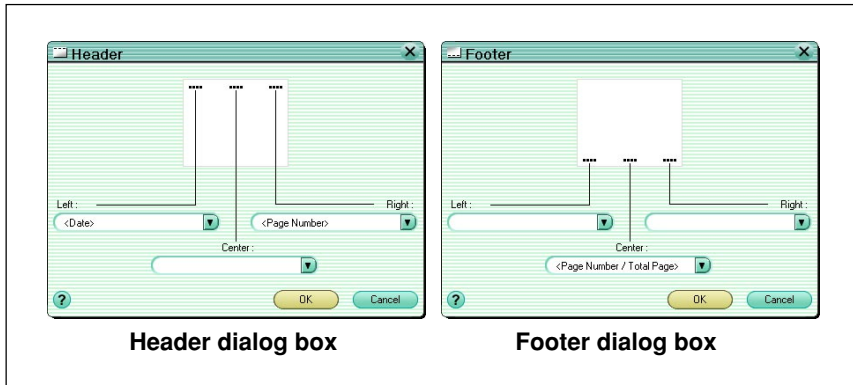 Header
Left :
Right :
<Date>
<Page Number>
Center :
? OK Cancel
Header dialog box
Footer
Left :
Right :
Center :
<Page Number / Total Page>
? OK Cancel
Footer dialog box